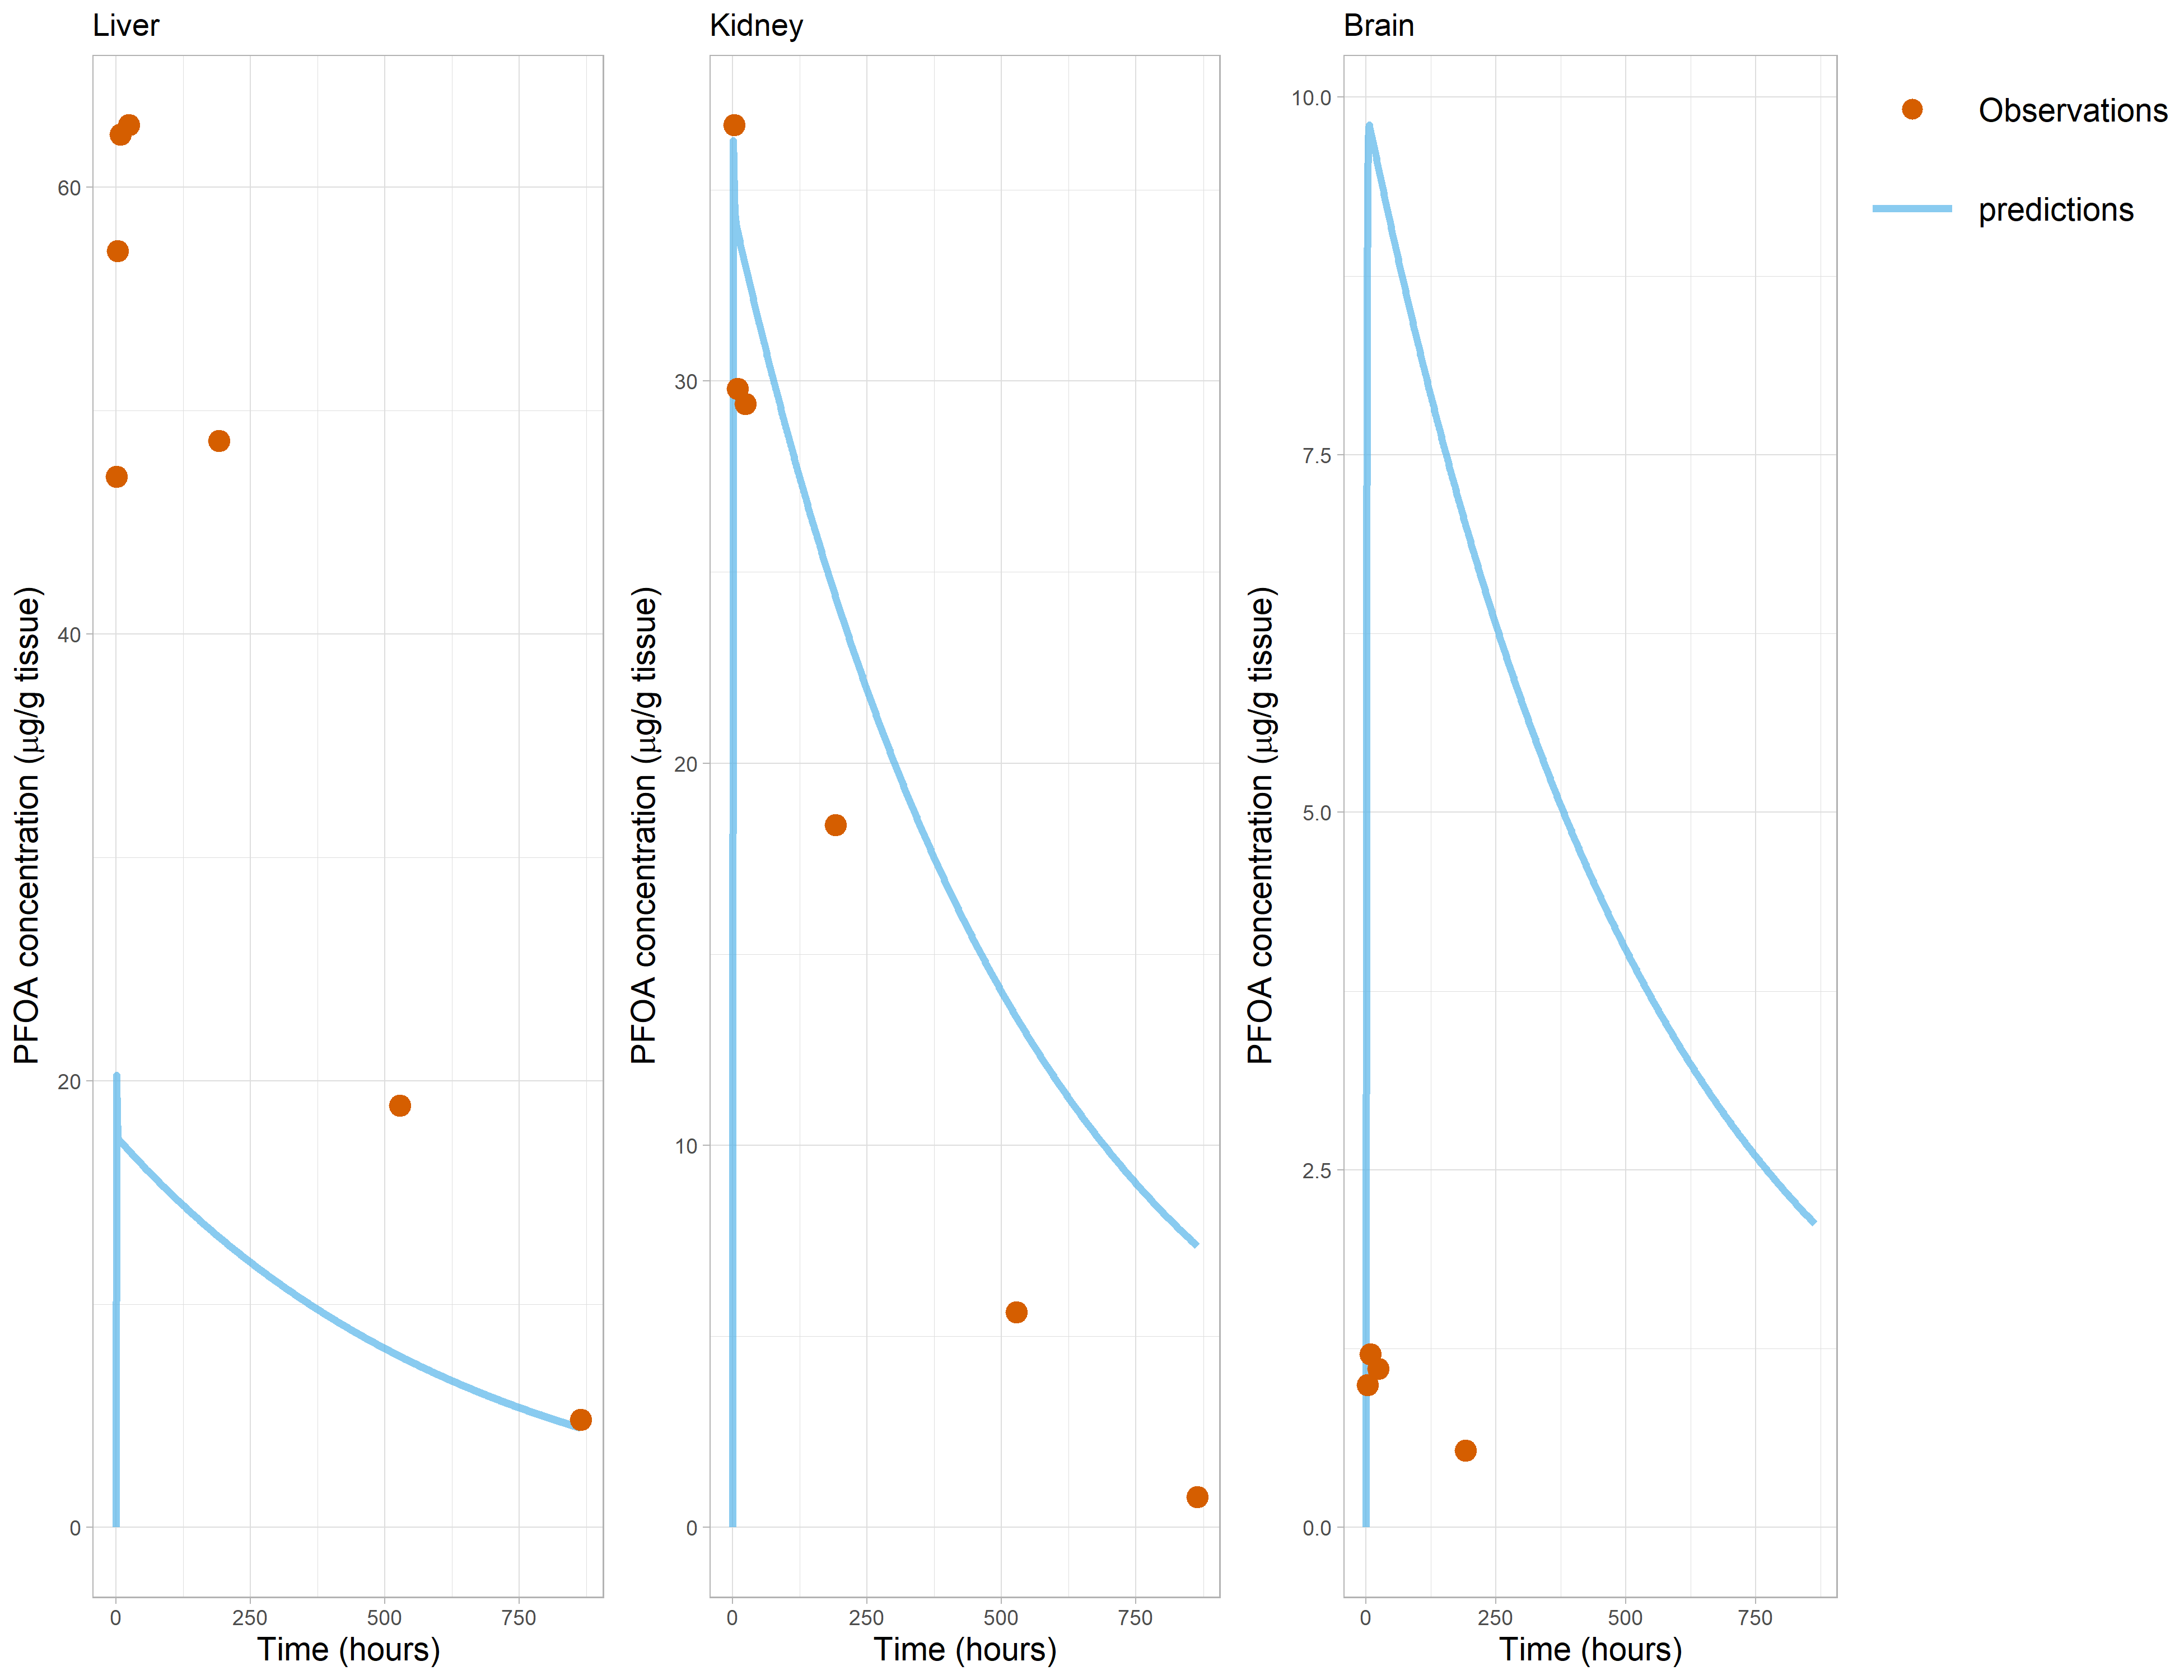 Liver
PFOA concentration (μg/g tissue)
60
40
20
0
0 250 500 750
Time (hours)
Kidney
PFOA concentration (μg/g tissue)
30
20
10
0
0 250 500 750
Time (hours)
Brain
PFOA concentration (μg/g tissue)
10.0
7.5
5.0
2.5
0.0
0 250 500 750
Time (hours)
Observations
predictions